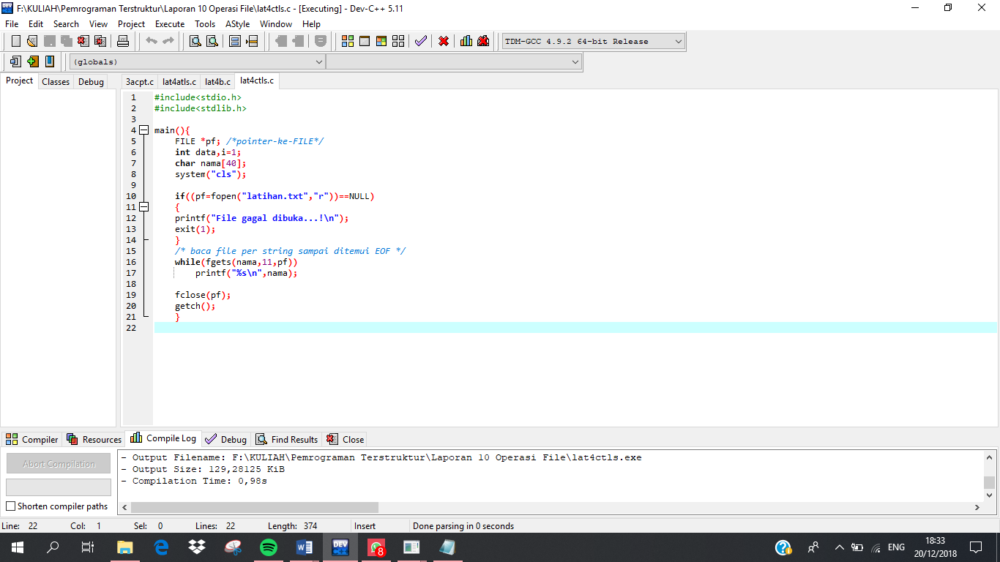 F:\KULIAH\Pemrograman Terstruktur\Laporan 10 Operasi File\lat4ctls.c - [Executing] - Dev-C++ 5.11
File Edit Search View Project Execute Tools AStyle Window Help
TDM-GCC 4.9.2 64-bit Release
(globals)
Project Classes Debug 3acpt.c lat4atls.c lat4b.c lat4ctls.c
1 #include<stdio.h>
2 #include<stdlib.h>
3
4 main(){
5 FILE *pf; /*pointer-ke-FILE*/
6 int data,i=1;
7 char nama[40];
8 system("cls");
9
10 if((pf=fopen("latihan.txt","r"))==NULL)
11 {
12 printf("File gagal dibuka...!\n");
13 exit(1);
14 }
15 /* baca file per string sampai ditemui EOF */
16 while(fgets(nama,11,pf))
17 printf("%s\n",nama);
18
19 fclose(pf);
20 getch();
21 }
22
Compiler Resources Compile Log Debug Find Results Close
Abort Compilation
Shorten compiler paths
- Output Filename: F:\KULIAH\Pemrograman Terstruktur\Laporan 10 Operasi File\lat4ctls.exe
- Output Size: 129,28125 KiB
- Compilation Time: 0,98s
Line: 22 Col: 1 Sel: 0 Lines: 22 Length: 374 Insert Done parsing in 0 seconds
DEV
8
ENG
18:33
20/12/2018